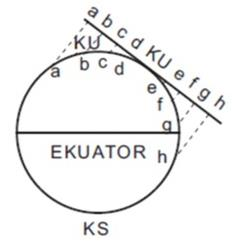 a b c d KU e f g h
KU
a b c d
e
f
g
EKUATOR h
KS